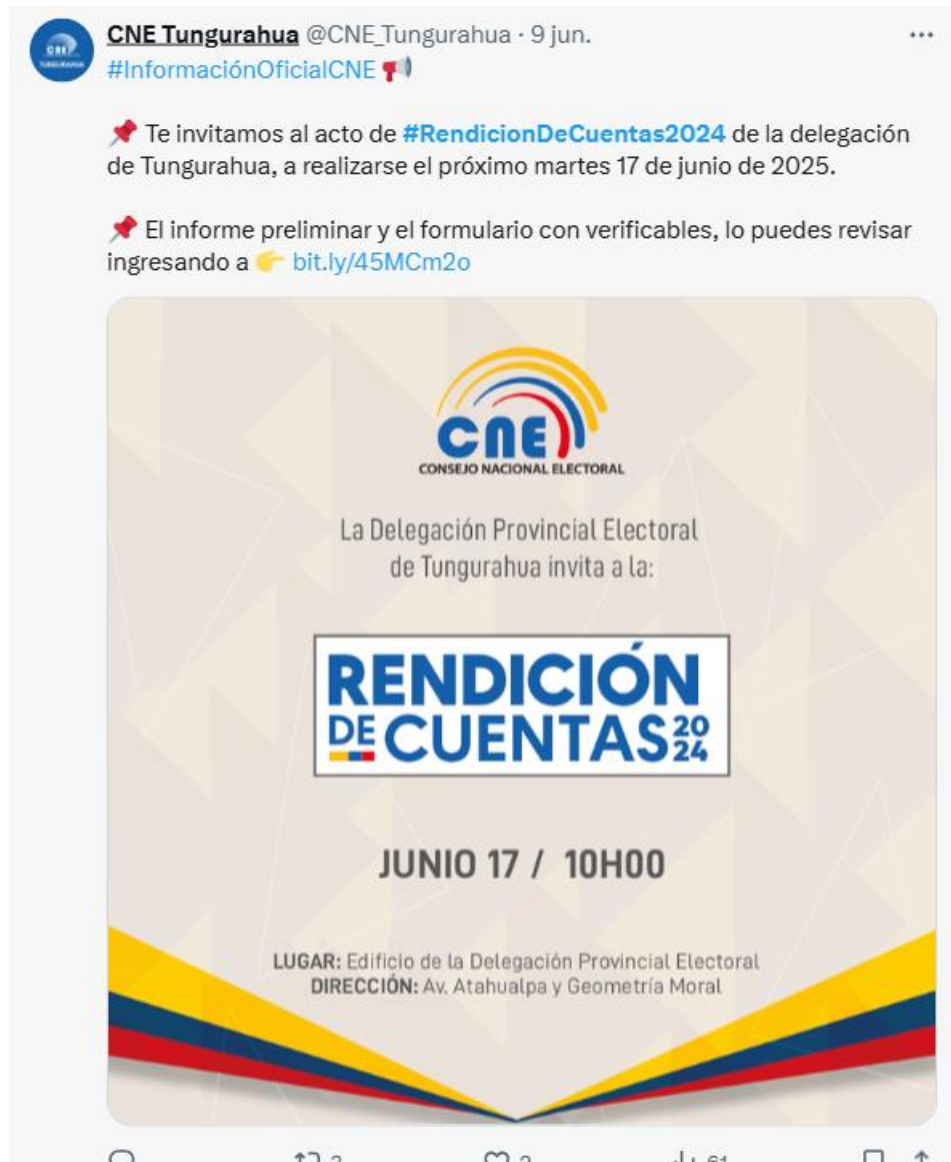 CNE Tungurahua @CNE_Tungurahua · 9 jun.
#InformaciónOficialCNE
Te invitamos al acto de #RendicionDeCuentas2024 de la delegación
de Tungurahua, a realizarse el próximo martes 17 de junio de 2025.
El informe preliminar y el formulario con verificables, lo puedes revisar
ingresando a bit.ly/45MCm2o
CNE
CONSEJO NACIONAL ELECTORAL
La Delegación Provincial Electoral
de Tungurahua invita a la:
RENDICIÓN
DE CUENTAS 2024
JUNIO 17 / 10H00
LUGAR: Edificio de la Delegación Provincial Electoral
DIRECCIÓN: Av. Atahualpa y Geometría Moral